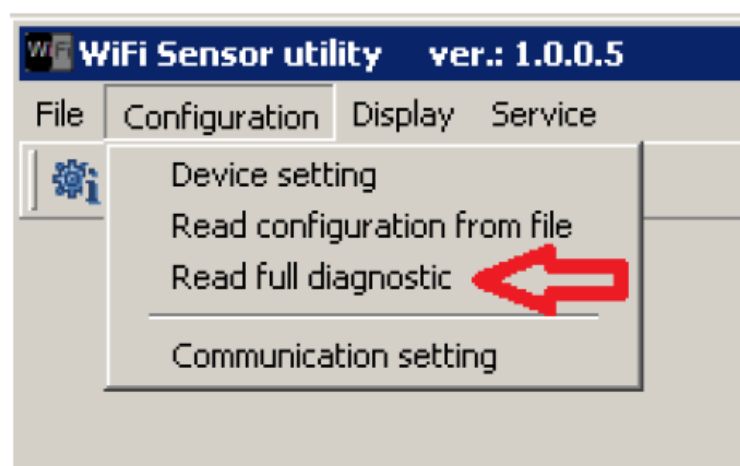 WiFi WiFi Sensor utility ver.: 1.0.0.5
File Configuration Display Service
Device setting
Read configuration from file
Read full diagnostic
Communication setting